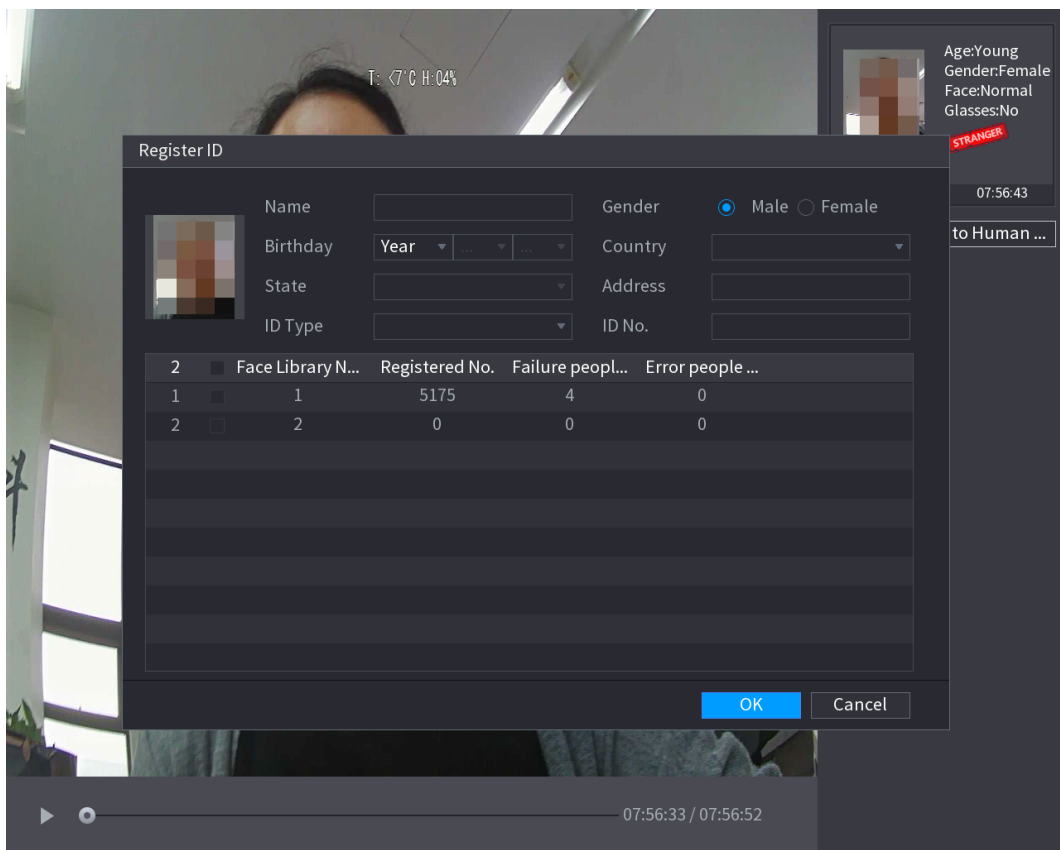 T: <7°C H:04%
Age:Young
Gender:Female
Face:Normal
Glasses:No
STRANGER
07:56:43
to Human ...
Register ID
Name Gender Male Female
Birthday Year ... ... Country
State Address
ID Type ID No.
2 Face Library N... Registered No. Failure peopl... Error people ...
1 1 5175 4 0
2 2 0 0 0
OK Cancel
07:56:33 / 07:56:52